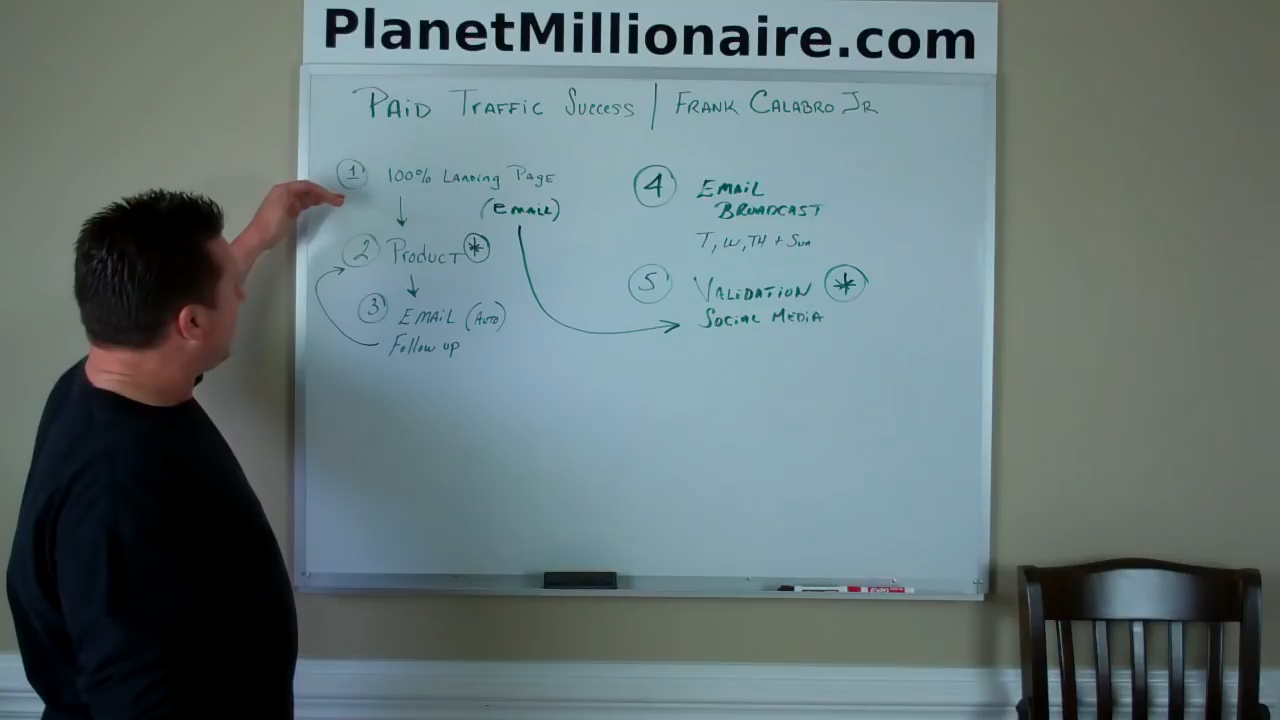 PlanetMillionaire.com
PAID TRAFFIC SUCCESS | FRANK CALABRO JR
1 100% LANDING PAGE
(EMAIL)
2 PRODUCT *
3 EMAIL (AUTO)
Follow up
4 EMAIL
BROADCAST
T, W, TH + Sun
5 VALIDATION *
SOCIAL MEDIA